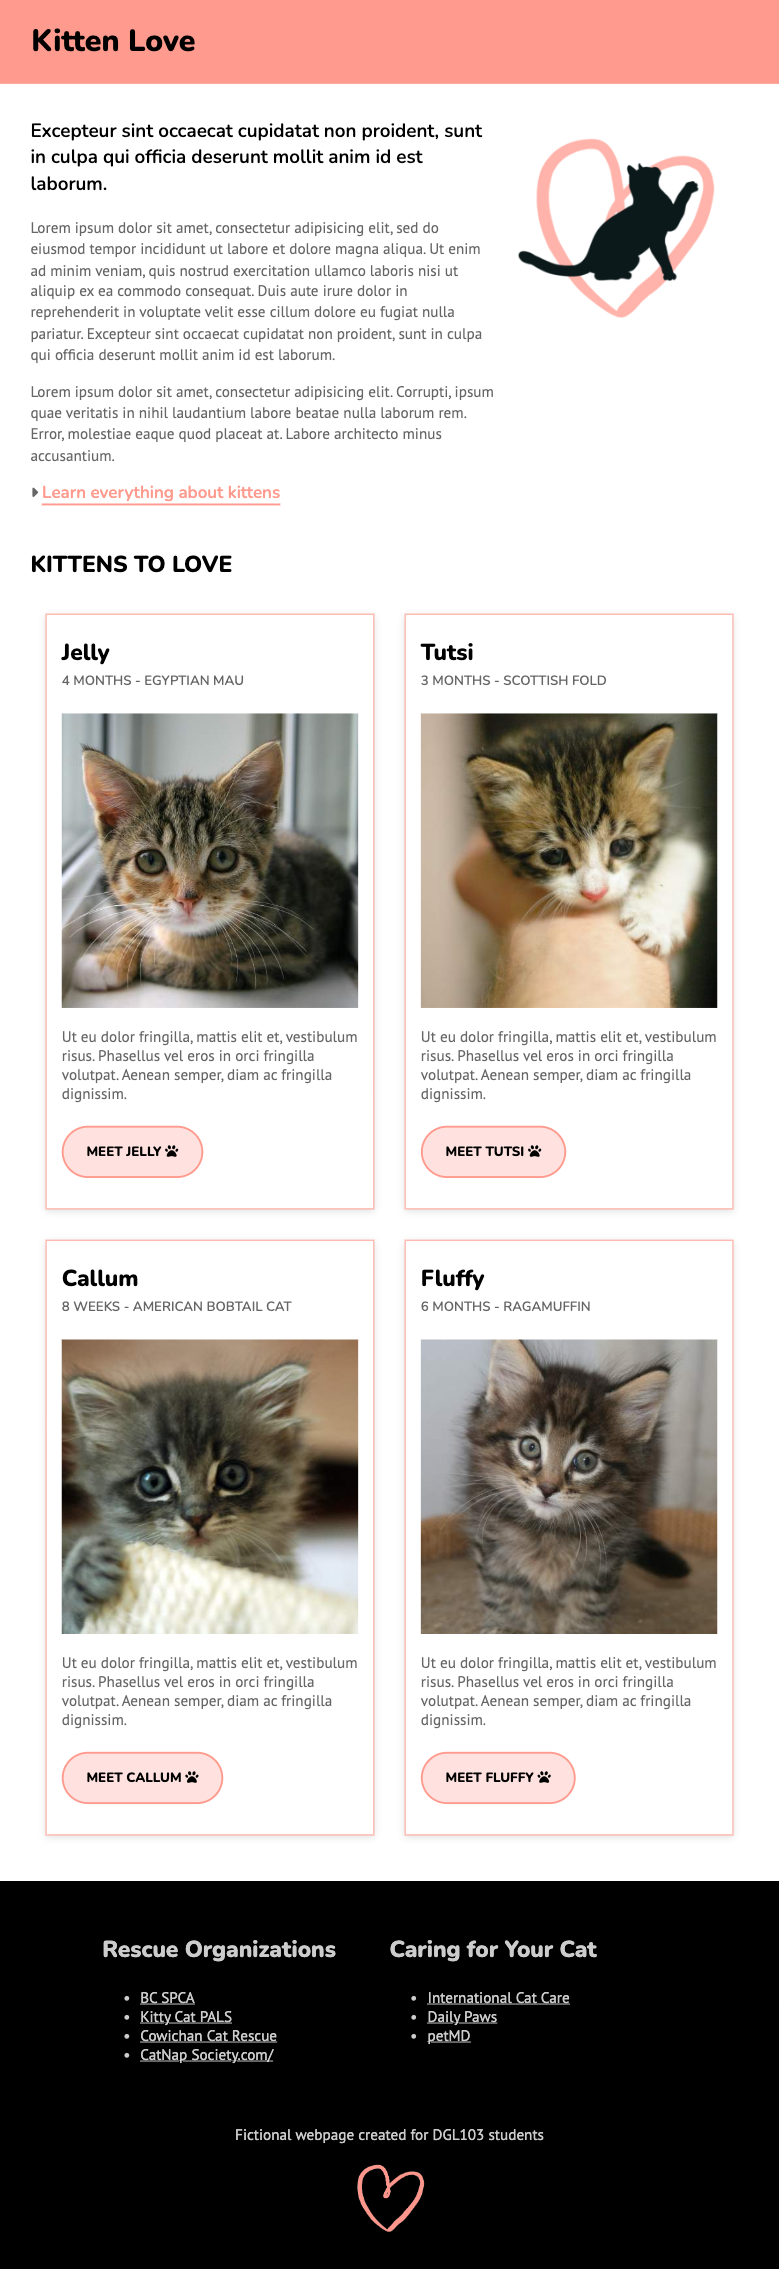 Kitten Love
Excepteur sint occaecat cupidatat non proident, sunt
in culpa qui officia deserunt mollit anim id est
laborum.
Lorem ipsum dolor sit amet, consectetur adipisicing elit, sed do
eiusmod tempor incididunt ut labore et dolore magna aliqua. Ut enim
ad minim veniam, quis nostrud exercitation ullamco laboris nisi ut
aliquip ex ea commodo consequat. Duis aute irure dolor in
reprehenderit in voluptate velit esse cillum dolore eu fugiat nulla
pariatur. Excepteur sint occaecat cupidatat non proident, sunt in culpa
qui officia deserunt mollit anim id est laborum.
Lorem ipsum dolor sit amet, consectetur adipisicing elit. Corrupti, ipsum
quae veritatis in nihil laudantium labore beatae nulla laborum rem.
Error, molestiae eaque quod placeat at. Labore architecto minus
accusantium.
Learn everything about kittens
KITTENS TO LOVE
Jelly
4 MONTHS - EGYPTIAN MAU
Ut eu dolor fringilla, mattis elit et, vestibulum
risus. Phasellus vel eros in orci fringilla
volutpat. Aenean semper, diam ac fringilla
dignissim.
MEET JELLY
Tutsi
3 MONTHS - SCOTTISH FOLD
Ut eu dolor fringilla, mattis elit et, vestibulum
risus. Phasellus vel eros in orci fringilla
volutpat. Aenean semper, diam ac fringilla
dignissim.
MEET TUTSI
Callum
8 WEEKS - AMERICAN BOBTAIL CAT
Ut eu dolor fringilla, mattis elit et, vestibulum
risus. Phasellus vel eros in orci fringilla
volutpat. Aenean semper, diam ac fringilla
dignissim.
MEET CALLUM
Fluffy
6 MONTHS - RAGAMUFFIN
Ut eu dolor fringilla, mattis elit et, vestibulum
risus. Phasellus vel eros in orci fringilla
volutpat. Aenean semper, diam ac fringilla
dignissim.
MEET FLUFFY
Rescue Organizations
• BC SPCA
• Kitty Cat PALS
• Cowichan Cat Rescue
• CatNap Society.com/
Caring for Your Cat
• International Cat Care
• Daily Paws
• petMD
Fictional webpage created for DGL103 students